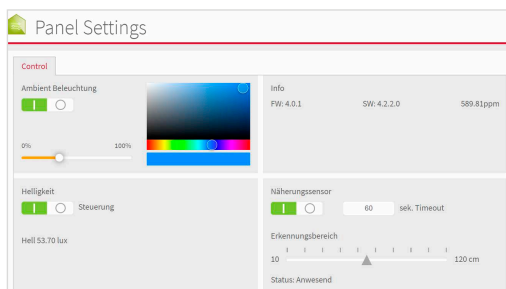 Panel Settings
Control
Ambient Beleuchtung
0% 100%
Info
FW: 4.0.1 SW: 4.2.2.0 589.81ppm
Helligkeit
Steuerung
Hell 53.70 lux
Näherungssensor
60 sek. Timeout
Erkennungsbereich
10 120 cm
Status: Anwesend